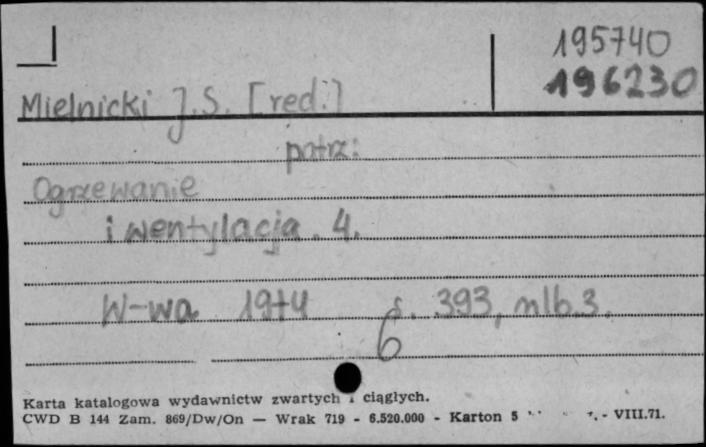 195740
196230
Mielnicki J.S. [red.]
patrz:
Ogrzewanie
i wentylacja. 4.
W-wa 1974 s. 393, nlb.3.
6
Karta katalogowa wydawnictw zwartych i ciągłych.
CWD B 144 Zam. 869/Dw/On — Wrak 719 - 6.520.000 - Karton 5 - VIII.71.